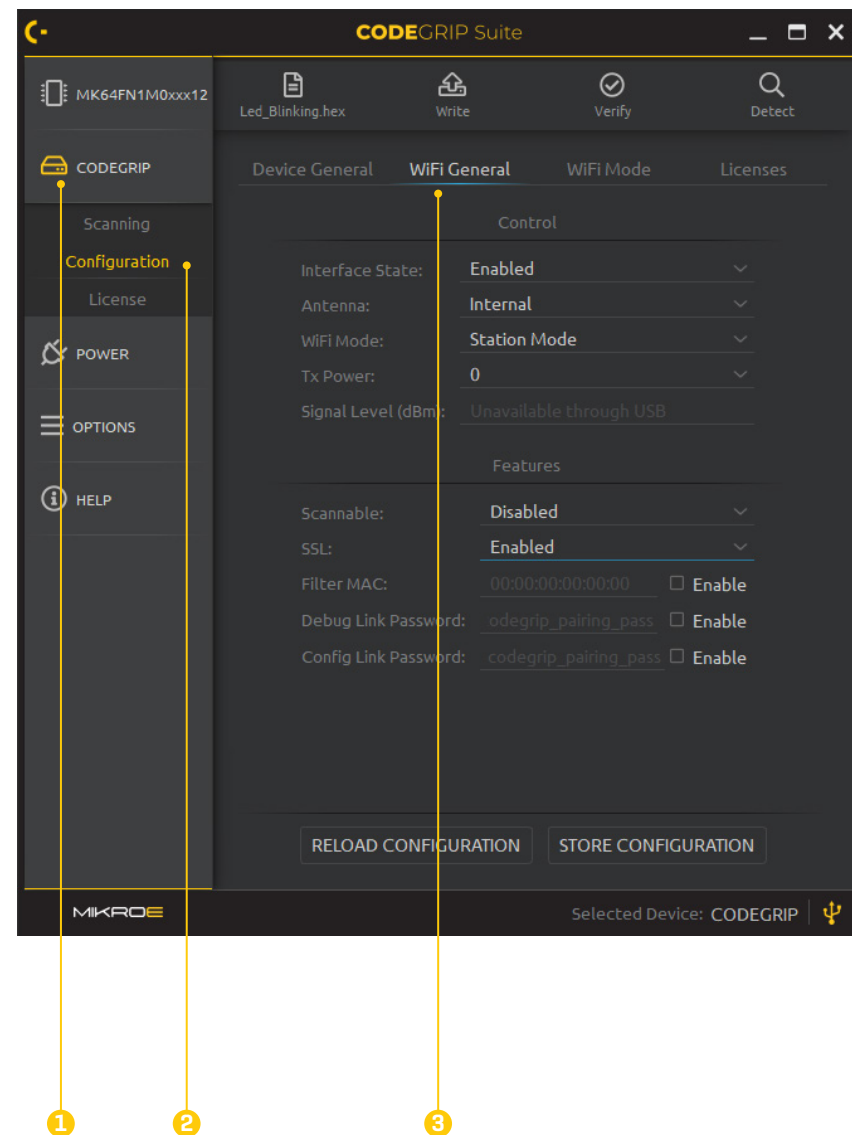 CODEGRIP Suite
MK64FN1M0xxx12
Led_Blinking.hex
Write
Verify
Detect
CODEGRIP
Device General
WiFi General
WiFi Mode
Licenses
Scanning
Configuration
License
POWER
OPTIONS
HELP
Control
Interface State: Enabled
Antenna: Internal
WiFi Mode: Station Mode
Tx Power: 0
Signal Level (dBm): Unavailable through USB
Features
Scannable: Disabled
SSL: Enabled
Filter MAC: 00:00:00:00:00:00 Enable
Debug Link Password: odegrip_pairing_pass Enable
Config Link Password: codegrip_pairing_pass Enable
RELOAD CONFIGURATION
STORE CONFIGURATION
MIKROE
Selected Device: CODEGRIP
1
2
3